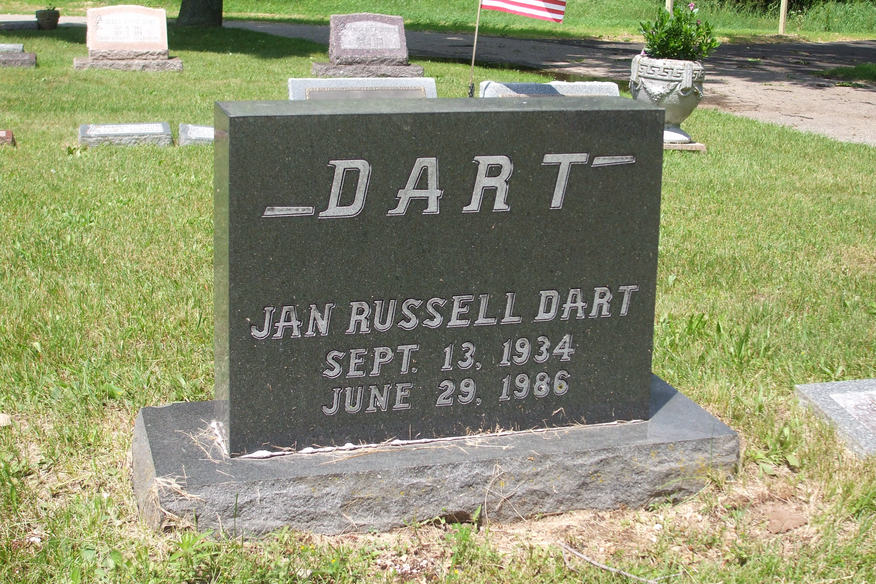 DART
JAN RUSSELL DART
SEPT. 13, 1934
JUNE 29, 1986